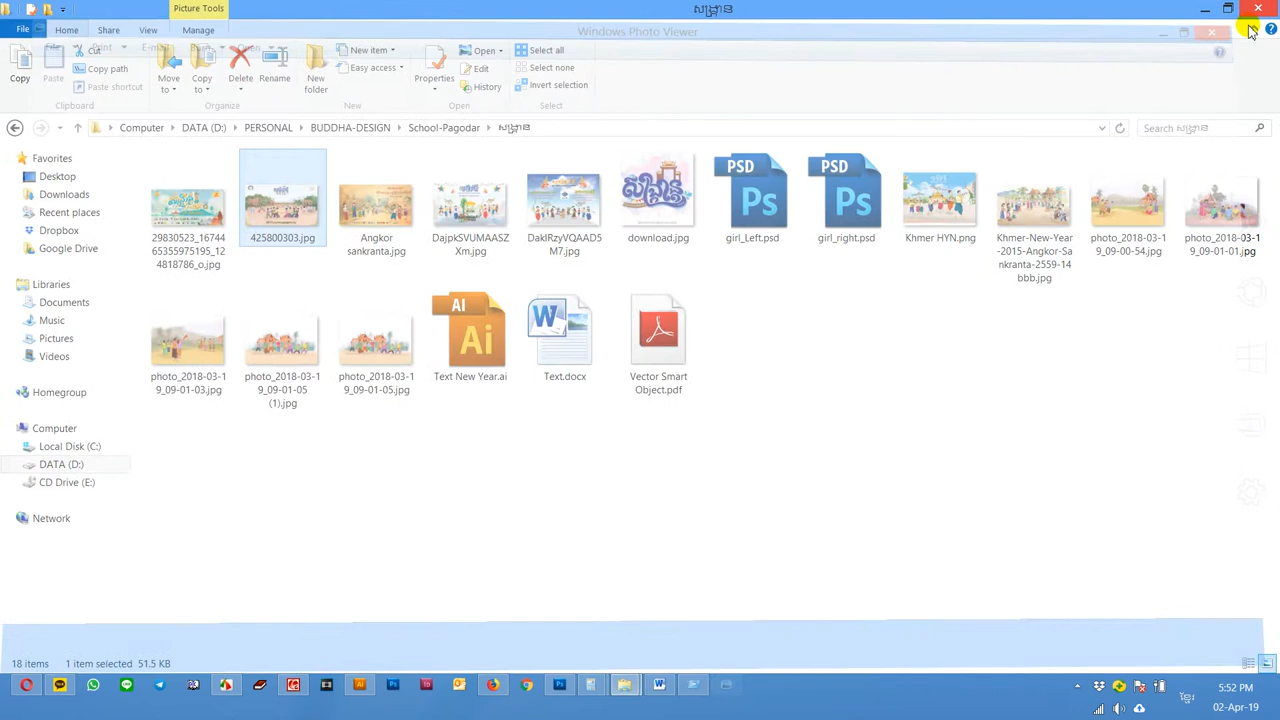 Picture Tools
សង្ក្រាន
File
Home
Share
View
Manage
Windows Photo Viewer
Print
E-mail
Open
Copy
Paste
Cut
Copy path
Paste shortcut
Clipboard
Move to
Copy to
Delete
Rename
Organize
New folder
New item
Easy access
New
Properties
Open
Edit
History
Open
Select all
Select none
Invert selection
Select
Computer
DATA (D:)
PERSONAL
BUDDHA-DESIGN
School-Pagodar
សង្ក្រាន
Search សង្ក្រាន
Favorites
Desktop
Downloads
Recent places
Dropbox
Google Drive
Libraries
Documents
Music
Pictures
Videos
Homegroup
Computer
Local Disk (C:)
DATA (D:)
CD Drive (E:)
Network
29830523_16744
65355975195_12
4818786_o.jpg
425800303.jpg
Angkor
sankranta.jpg
DajpkSVUMAASZ
Xm.jpg
DaklRzyVQAAD5
M7.jpg
download.jpg
PSD
Ps
girl_Left.psd
PSD
Ps
girl_right.psd
Khmer HYN.png
Khmer-New-Year
-2015-Angkor-Sa
nkranta-2559-14
bbb.jpg
photo_2018-03-1
9_09-00-54.jpg
photo_2018-03-1
9_09-01-01.jpg
photo_2018-03-1
9_09-01-03.jpg
photo_2018-03-1
9_09-01-05
(1).jpg
photo_2018-03-1
9_09-01-05.jpg
AI
Ai
Text New Year.ai
W
Text.docx
Vector Smart
Object.pdf
18 items
1 item selected 51.5 KB
5:52 PM
02-Apr-19
ខ្មែរ